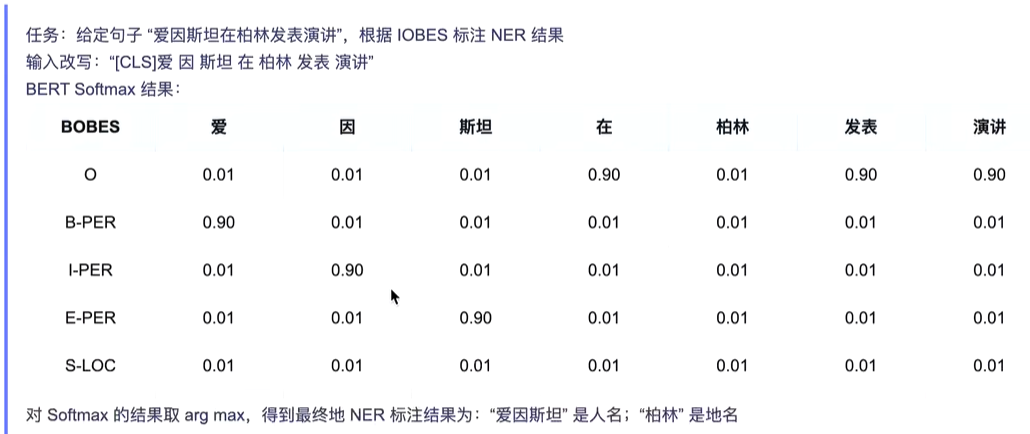 任务：给定句子 “爱因斯坦在柏林发表演讲”，根据 IOBES 标注 NER 结果
输入改写：“[CLS]爱 因 斯坦 在 柏林 发表 演讲”
BERT Softmax 结果：
BOBES 爱 因 斯坦 在 柏林 发表 演讲
O 0.01 0.01 0.01 0.90 0.01 0.90 0.90
B-PER 0.90 0.01 0.01 0.01 0.01 0.01 0.01
I-PER 0.01 0.90 0.01 0.01 0.01 0.01 0.01
E-PER 0.01 0.01 0.90 0.01 0.01 0.01 0.01
S-LOC 0.01 0.01 0.01 0.01 0.01 0.01 0.01
对 Softmax 的结果取 arg max，得到最终地 NER 标注结果为：“爱因斯坦” 是人名；“柏林” 是地名